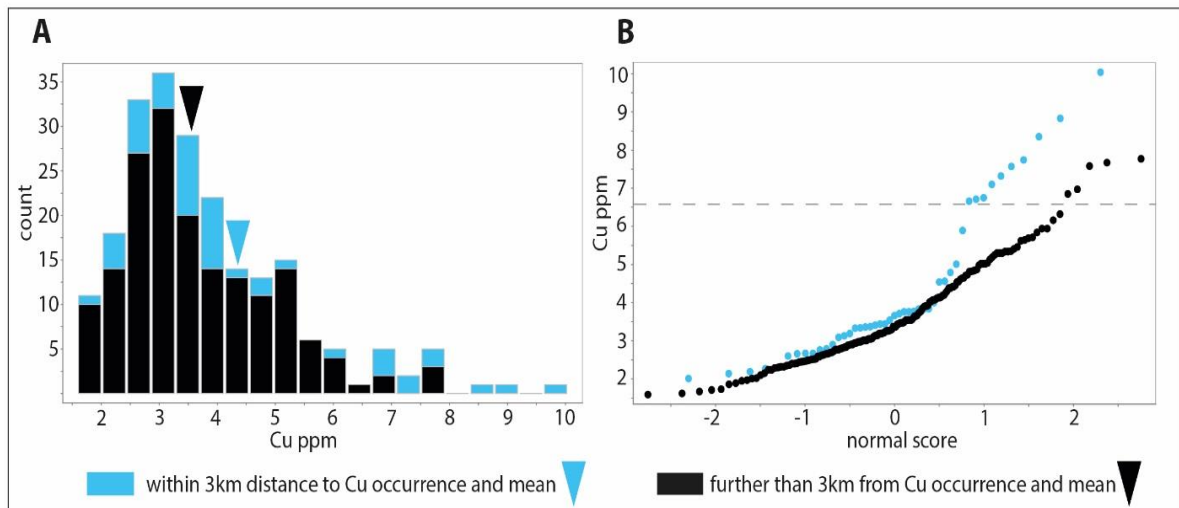 A
B
35
30
25
20
15
10
5
count
2 3 4 5 6 7 8 9 10
Cu ppm
10
9
8
7
6
5
4
3
2
Cu ppm
-2 -1 0 1 2
normal score
within 3km distance to Cu occurrence and mean
further than 3km from Cu occurrence and mean